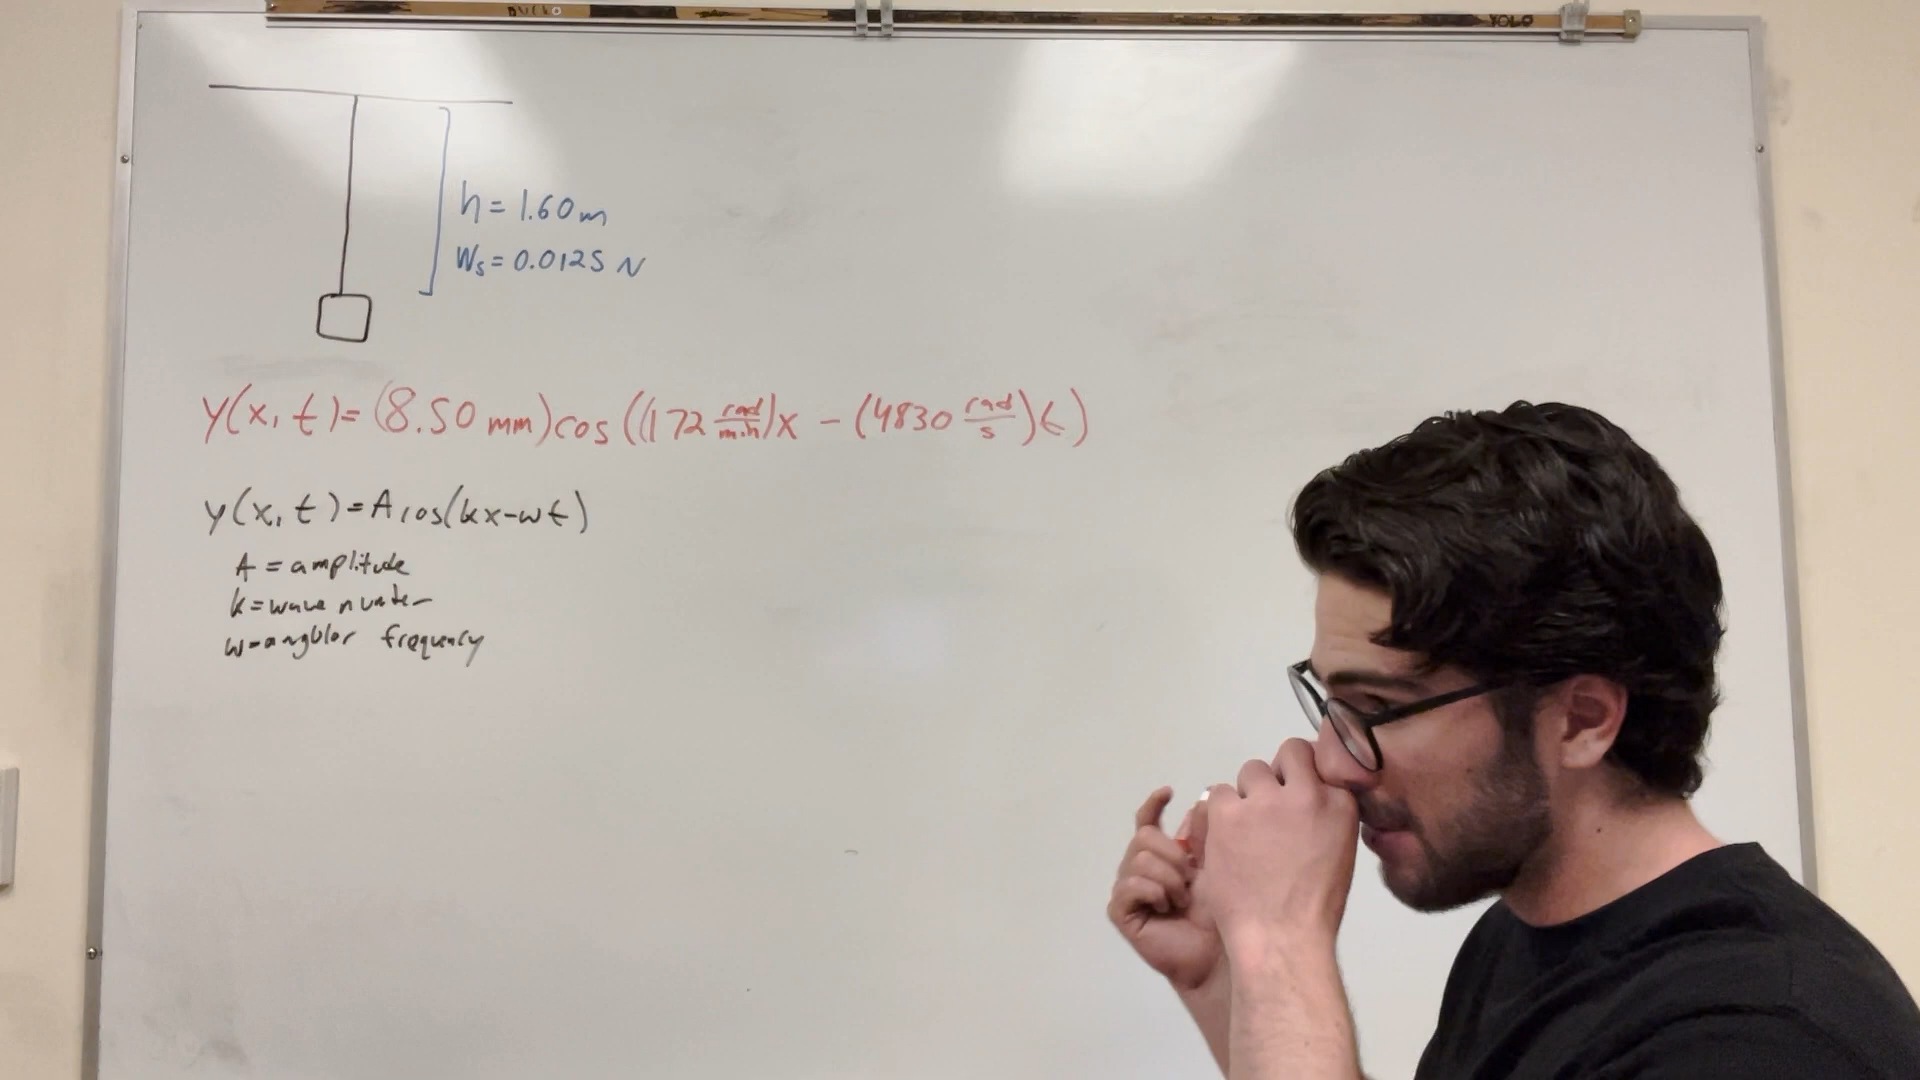 YOLO
h = 1.60 m
Ws = 0.0125 N
y(x, t) = (8.50 mm) cos ((172 rad/min)x - (4830 rad/s)t)
y(x, t) = A cos(kx-wt)
A = amplitude
k = wave number
w = angular frequency